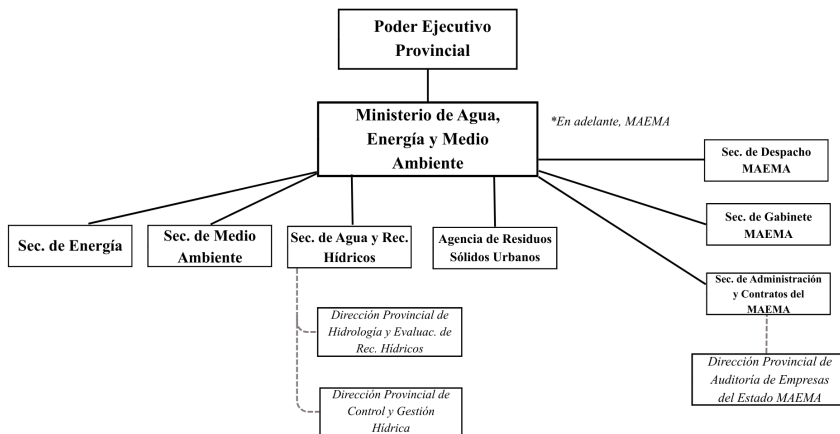 Poder Ejecutivo
Provincial
Ministerio de Agua,
Energía y Medio
Ambiente
*En adelante, MAEMA
Sec. de Despacho
MAEMA
Sec. de Gabinete
MAEMA
Sec. de Energía
Sec. de Medio
Ambiente
Sec. de Agua y Rec.
Hídricos
Agencia de Residuos
Sólidos Urbanos
Sec. de Administración
y Contratos del
MAEMA
Dirección Provincial de
Hidrología y Evaluac. de
Rec. Hídricos
Dirección Provincial de
Auditoría de Empresas
del Estado MAEMA
Dirección Provincial de
Control y Gestión
Hídrica